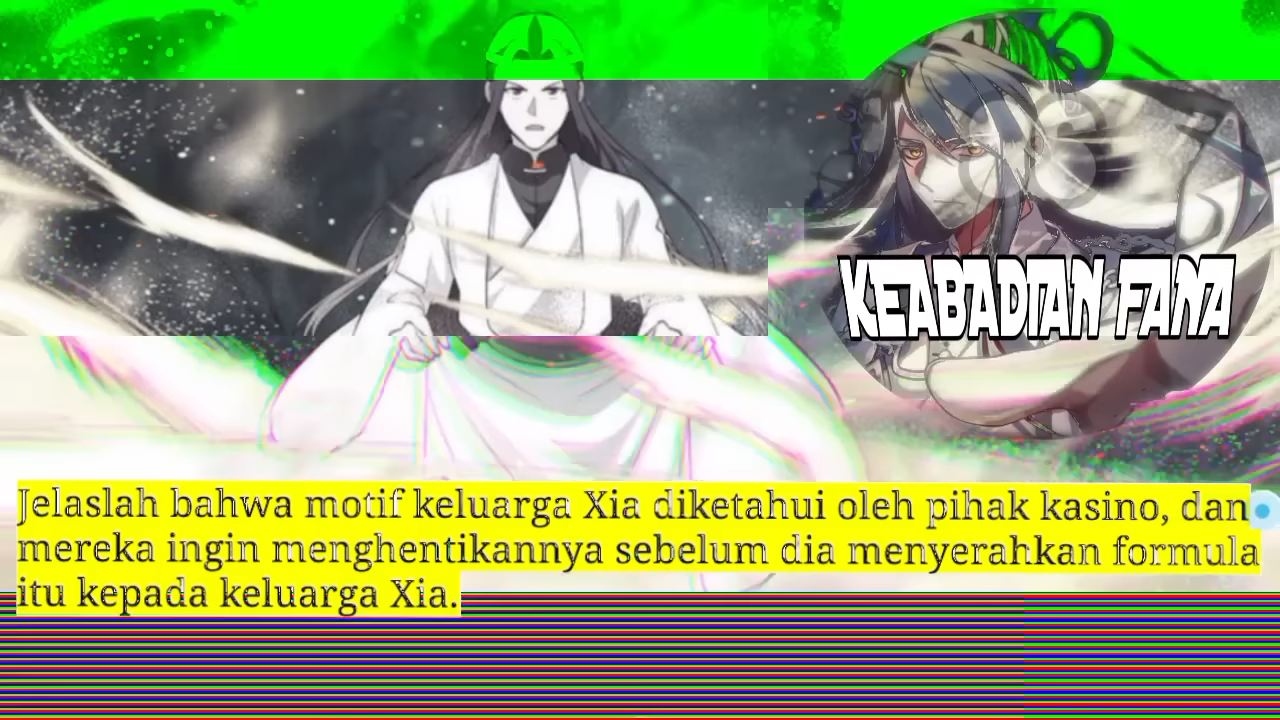 KEABADIAN FANA
Jelaslah bahwa motif keluarga Xia diketahui oleh pihak kasino, dan
mereka ingin menghentikannya sebelum dia menyerahkan formula
itu kepada keluarga Xia.